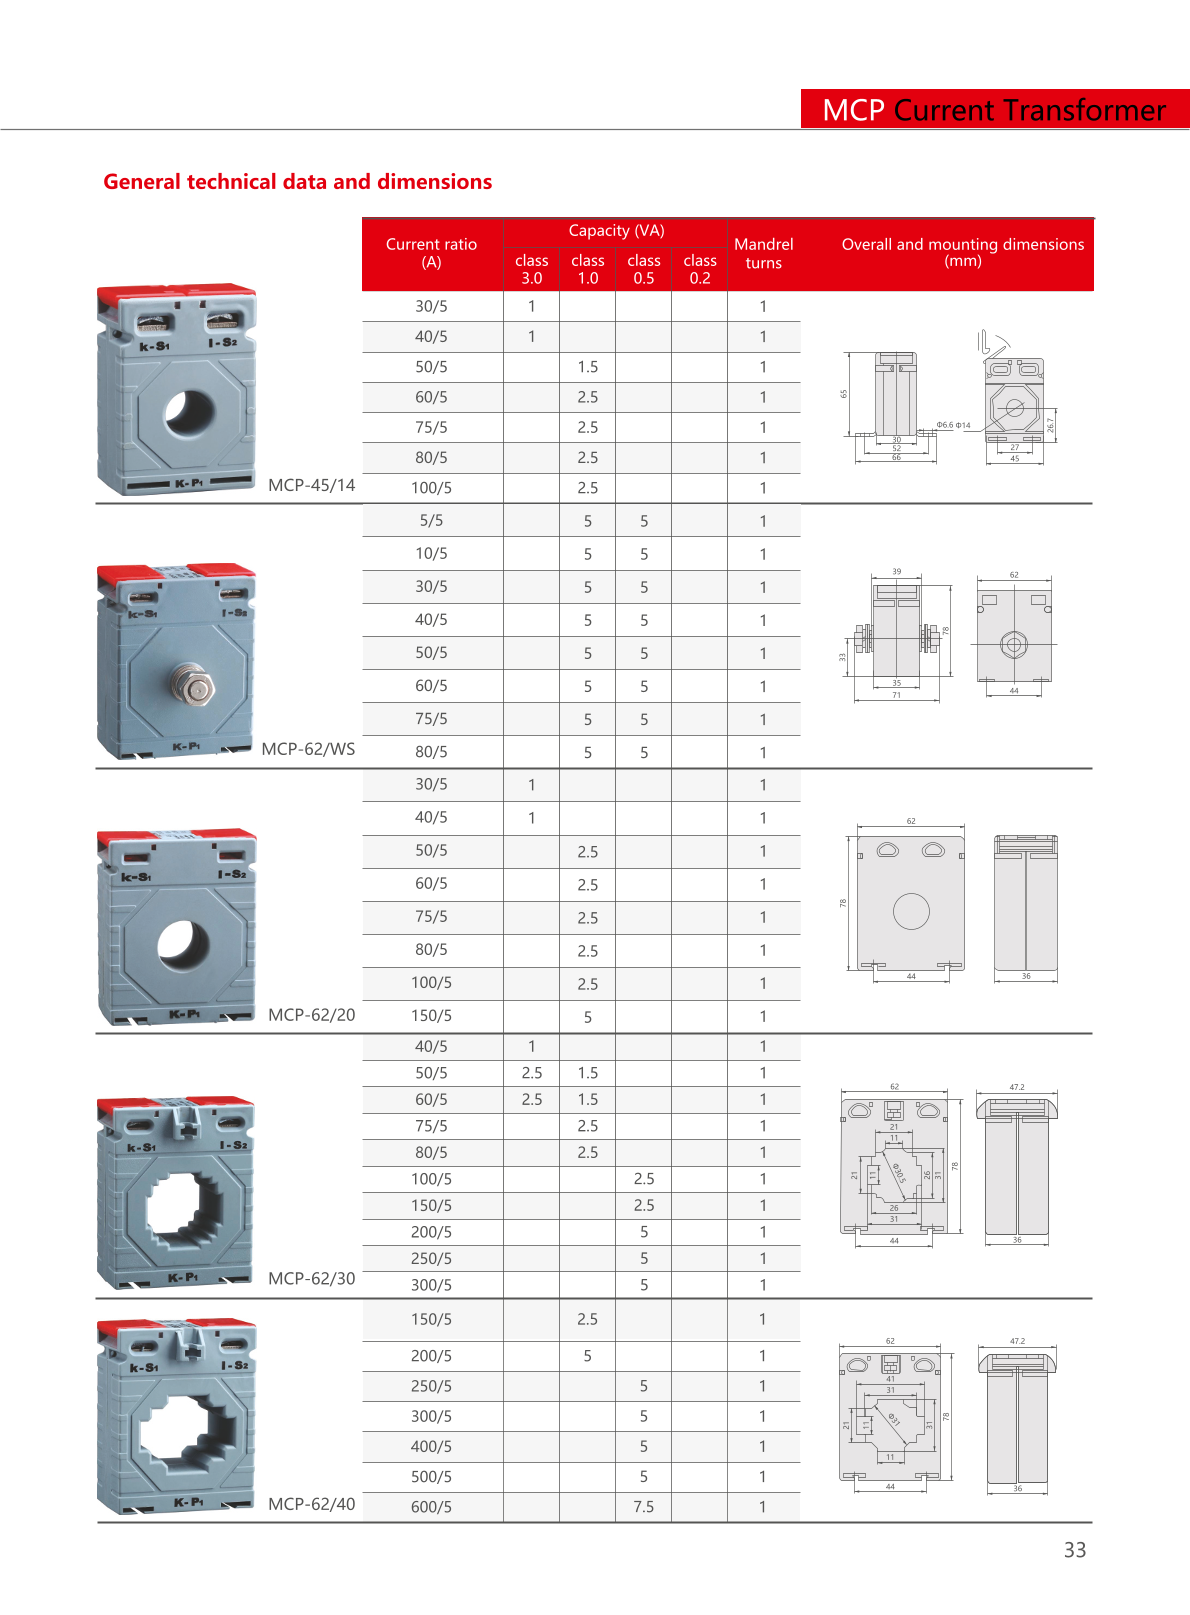 MCP Current Transformer
General technical data and dimensions
Current ratio (A) Capacity (VA) Mandrel turns Overall and mounting dimensions (mm)
class 3.0 class 1.0 class 0.5 class 0.2
30/5 1 1
40/5 1 1
50/5 1.5 1
60/5 2.5 1
75/5 2.5 1
80/5 2.5 1
100/5 2.5 1
k-S1 l-S2
K-P1
MCP-45/14
65
30
52
66
Φ6.6 Φ14
26.7
27
45
5/5 5 5 1
10/5 5 5 1
30/5 5 5 1
40/5 5 5 1
50/5 5 5 1
60/5 5 5 1
75/5 5 5 1
80/5 5 5 1
k-S1 l-S2
K-P1
MCP-62/WS
39
78
33
35
71
62
44
30/5 1 1
40/5 1 1
50/5 2.5 1
60/5 2.5 1
75/5 2.5 1
80/5 2.5 1
100/5 2.5 1
150/5 5 1
k-S1 l-S2
K-P1
MCP-62/20
62
78
44
36
40/5 1 1
50/5 2.5 1.5 1
60/5 2.5 1.5 1
75/5 2.5 1
80/5 2.5 1
100/5 2.5 1
150/5 2.5 1
200/5 5 1
250/5 5 1
300/5 5 1
k-S1 l-S2
K-P1
MCP-62/30
62
21
11
21 11 Φ30.5 26 31 78
26
31
44
47.2
36
150/5 2.5 1
200/5 5 1
250/5 5 1
300/5 5 1
400/5 5 1
500/5 5 1
600/5 7.5 1
k-S1 l-S2
K-P1
MCP-62/40
62
41
31
21 11 Φ31 31 78
11
44
47.2
36
33